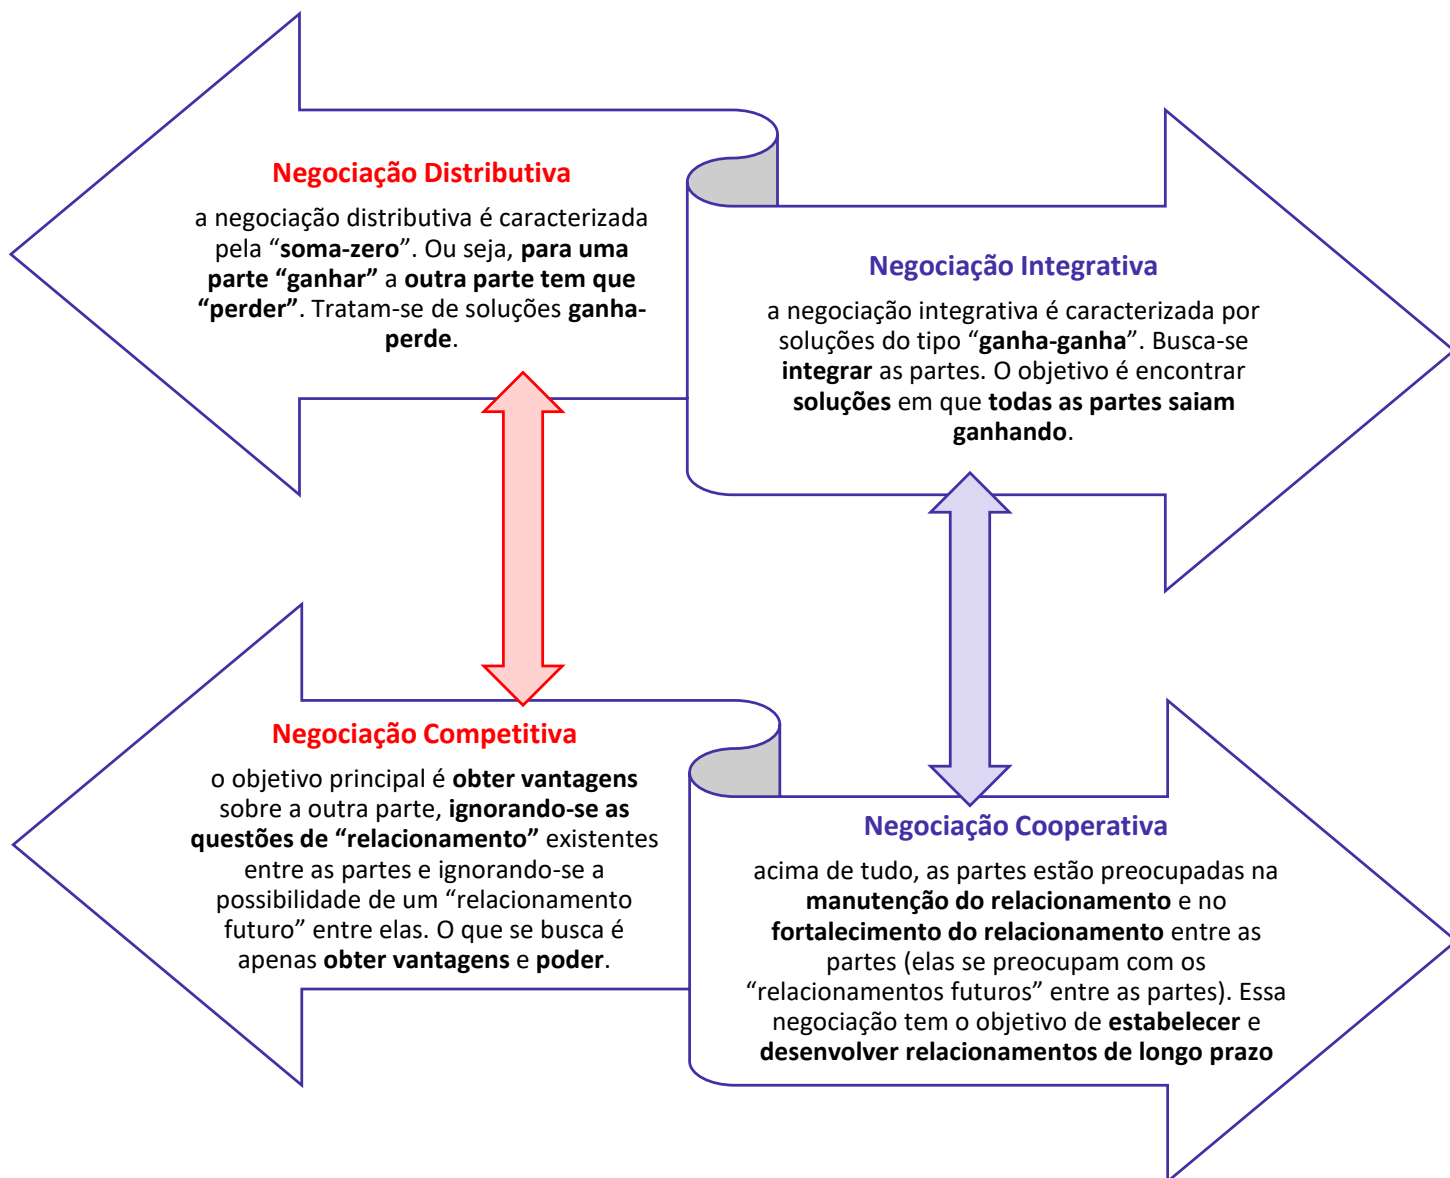 Negociação Distributiva
a negociação distributiva é caracterizada
pela “soma-zero”. Ou seja, para uma
parte “ganhar” a outra parte tem que
“perder”. Tratam-se de soluções ganha-
perde.
Negociação Integrativa
a negociação integrativa é caracterizada por
soluções do tipo “ganha-ganha”. Busca-se
integrar as partes. O objetivo é encontrar
soluções em que todas as partes saiam
ganhando.
Negociação Competitiva
o objetivo principal é obter vantagens
sobre a outra parte, ignorando-se as
questões de “relacionamento” existentes
entre as partes e ignorando-se a
possibilidade de um “relacionamento
futuro” entre elas. O que se busca é
apenas obter vantagens e poder.
Negociação Cooperativa
acima de tudo, as partes estão preocupadas na
manutenção do relacionamento e no
fortalecimento do relacionamento entre as
partes (elas se preocupam com os
“relacionamentos futuros” entre as partes). Essa
negociação tem o objetivo de estabelecer e
desenvolver relacionamentos de longo prazo